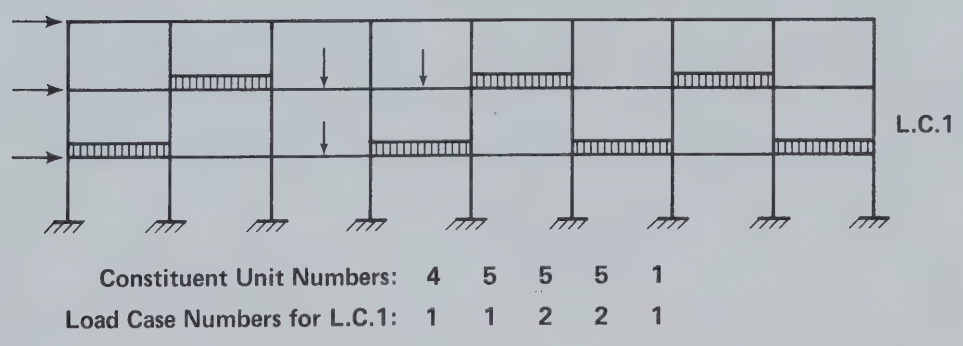 L.C.1
Constituent Unit Numbers: 4 5 5 5 1
Load Case Numbers for L.C.1: 1 1 2 2 1